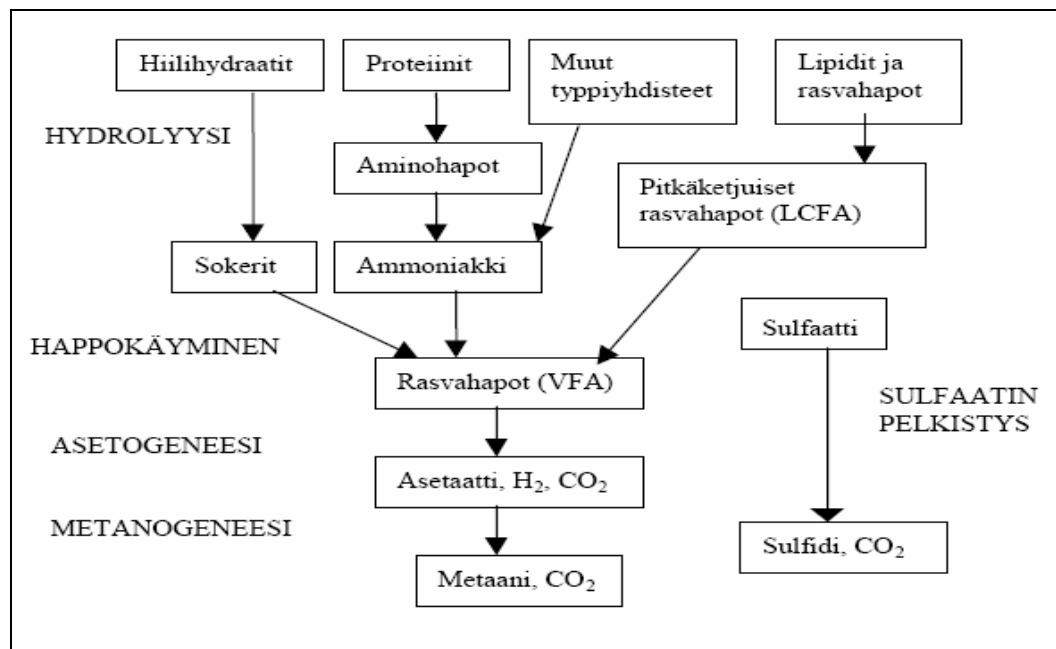 Hiilihydraatit
Proteiinit
Muut
typpiyhdisteet
Lipidit ja
rasvahapot
HYDROLYYSI
Aminohapot
Pitkäketjuiset
rasvahapot (LCFA)
Sokerit
Ammoniakki
Sulfaatti
HAPPOKÄYMINEN
Rasvahapot (VFA)
SULFAATIN
PELKISTYS
ASETOGENEESI
Asetaatti, H₂, CO₂
METANOGENEESI
Sulfidi, CO₂
Metaani, CO₂